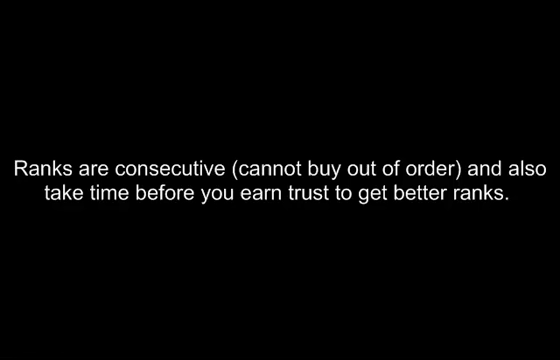 Ranks are consecutive (cannot buy out of order) and also
take time before you earn trust to get better ranks.